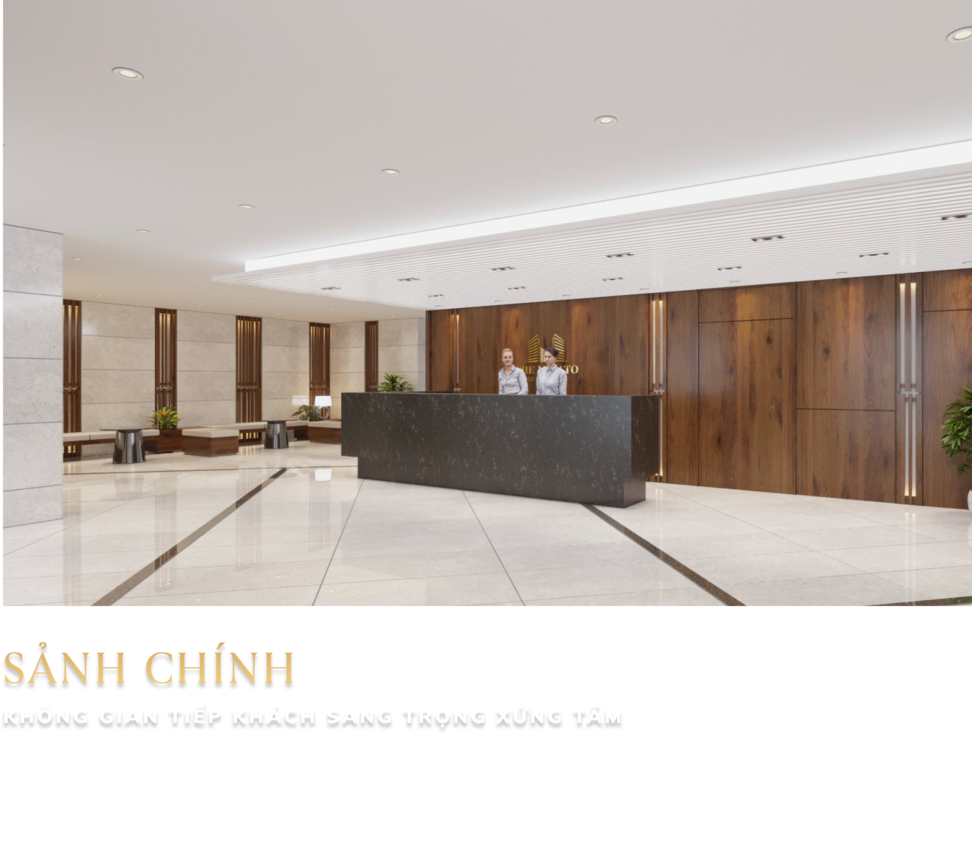 SẢNH CHÍNH
KHÔNG GIAN TIẾP KHÁCH SANG TRỌNG XỨNG TẦM